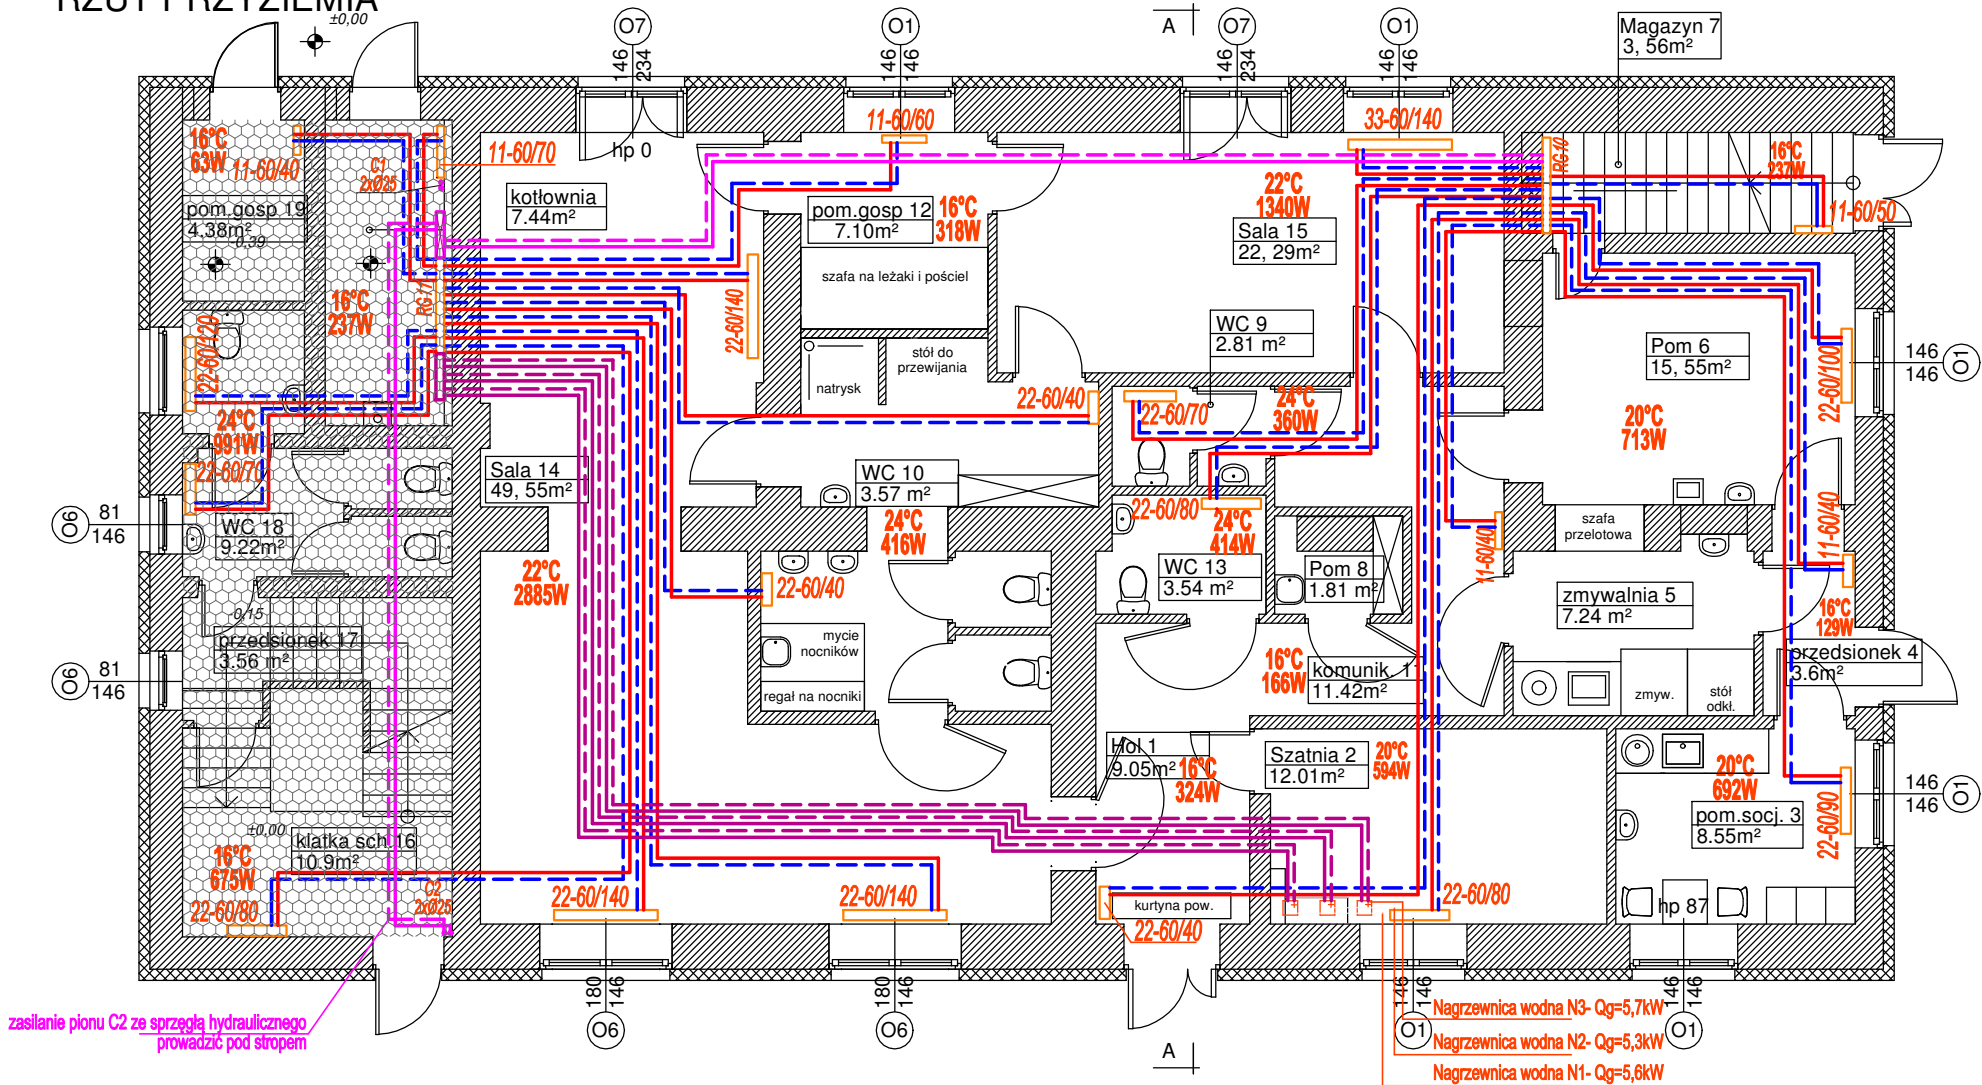 RZUT PRZYZIEMIA
±0,00
O7
146
234
O1
146
146
A
O7
146
234
O1
146
146
Magazyn 7
3, 56m²
16°C
63W
11-60/40
C1
2xØ25
11-60/70
hp 0
11-60/60
33-60/140
RG:10
16°C
237W
11-60/50
pom.gosp 19
4.38m²
-0,39
kotłownia
7.44m²
pom.gosp 12
7.10m²
16°C
318W
22°C
1340W
Sala 15
22, 29m²
szafa na leżaki i pościel
16°C
237W
22-60/140
WC 9
2.81 m²
Pom 6
15, 55m²
22-60/100
146
146
O1
22-60/120
natrysk
stół do
przewijania
22-60/40
22-60/70
24°C
360W
20°C
713W
24°C
991W
22-60/70
Sala 14
49, 55m²
WC 10
3.57 m²
24°C
416W
22-60/80
24°C
414W
11-60/40
szafa
przelotowa
11-60/40
O6
81
146
WC 18
9.22m²
22°C
2885W
22-60/40
WC 13
3.54 m²
Pom 8
1.81 m²
zmywalnia 5
7.24 m²
16°C
129W
-0,15
przedsionek 17
3.56 m²
mycie
nocników
regał na nocniki
16°C
166W
komunik. 1
11.42m²
zmyw.
stół
odkł.
przedsionek 4
3.6m²
O6
81
146
Hol 1
9.05m²
16°C
324W
Szatnia 2
12.01m²
20°C
594W
20°C
692W
pom.socj. 3
8.55m²
22-60/90
146
146
O1
±0,00
klatka sch 16
10.9m²
16°C
675W
22-60/80
C2
2xØ25
22-60/140
22-60/140
kurtyna pow.
22-60/40
22-60/80
hp 87
180
146
O6
180
146
O6
146
146
O1
146
146
O1
A
zasilanie pionu C2 ze sprzęgła hydraulicznego
prowadzić pod stropem
Nagrzewnica wodna N3- Qg=5,7kW
Nagrzewnica wodna N2- Qg=5,3kW
Nagrzewnica wodna N1- Qg=5,6kW